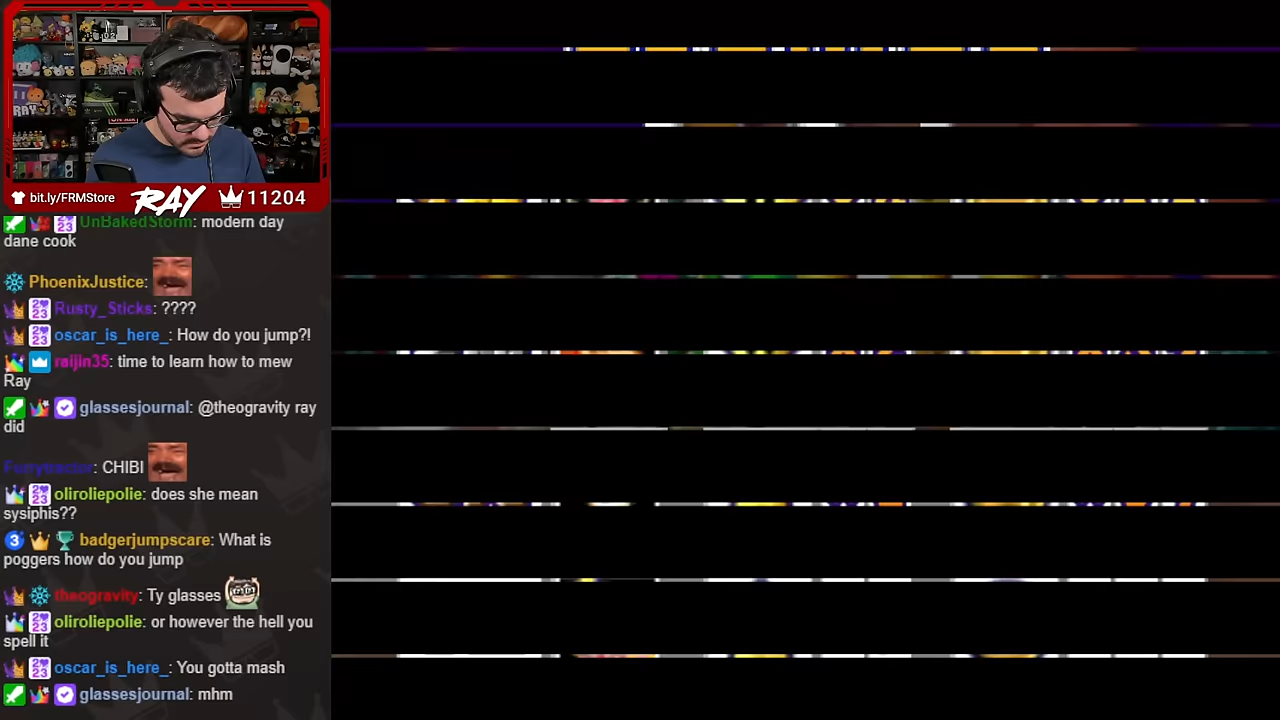 bit.ly/FRMStore RAY 11204
UnBakedStorm: modern day
dane cook
PhoenixJustice:
Rusty_Sticks: ????
oscar_is_here_: How do you jump?!
raijin35: time to learn how to mew
Ray
glassesjournal: @theogravity ray
did
: CHIBI
oliroliepolie: does she mean
sysiphis??
badgerjumpscare: What is
poggers how do you jump
theogravity: Ty glasses
oliroliepolie: or however the hell you
spell it
oscar_is_here_: You gotta mash
glassesjournal: mhm